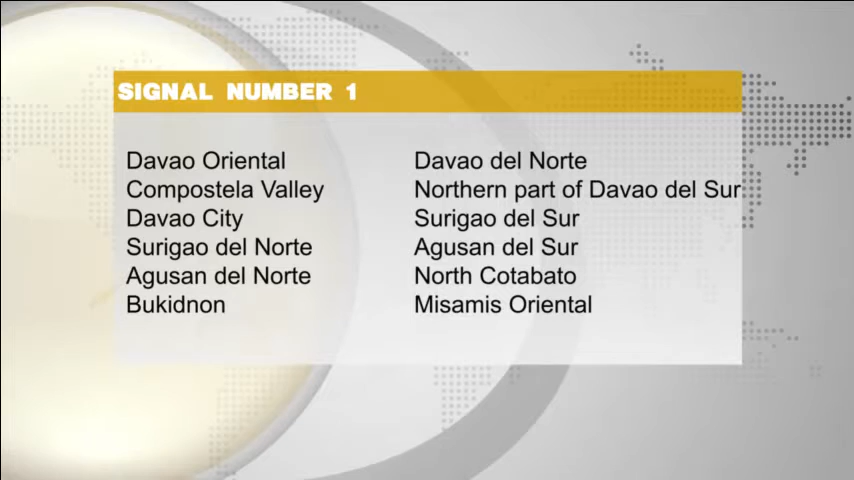 SIGNAL NUMBER 1
Davao Oriental
Compostela Valley
Davao City
Surigao del Norte
Agusan del Norte
Bukidnon
Davao del Norte
Northern part of Davao del Sur
Surigao del Sur
Agusan del Sur
North Cotabato
Misamis Oriental